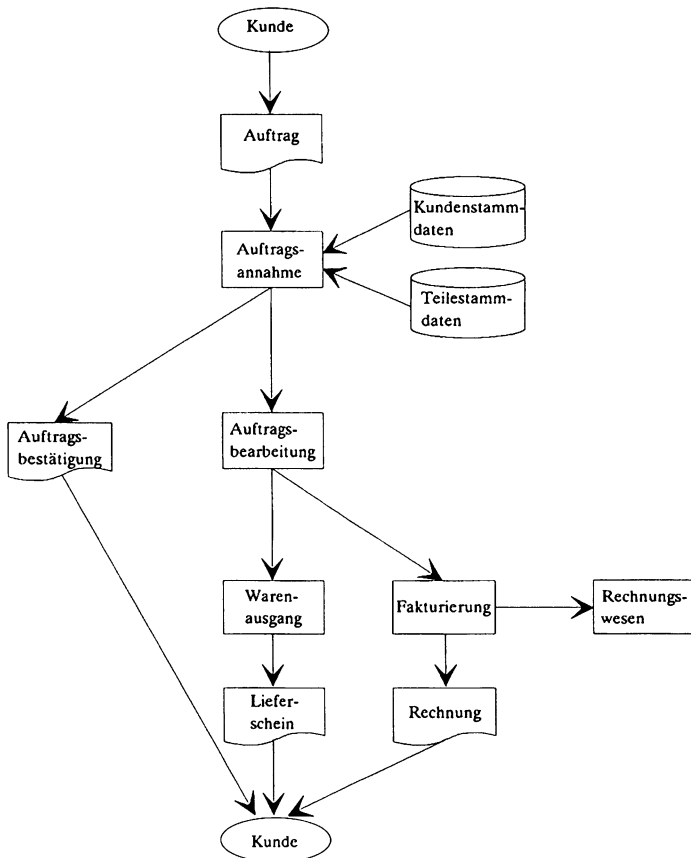 Kunde
Auftrag
Kundenstamm-
daten
Auftrags-
annahme
Teilestamm-
daten
Auftrags-
bestätigung
Auftrags-
bearbeitung
Waren-
ausgang
Fakturierung
Rechnungs-
wesen
Liefer-
schein
Rechnung
Kunde